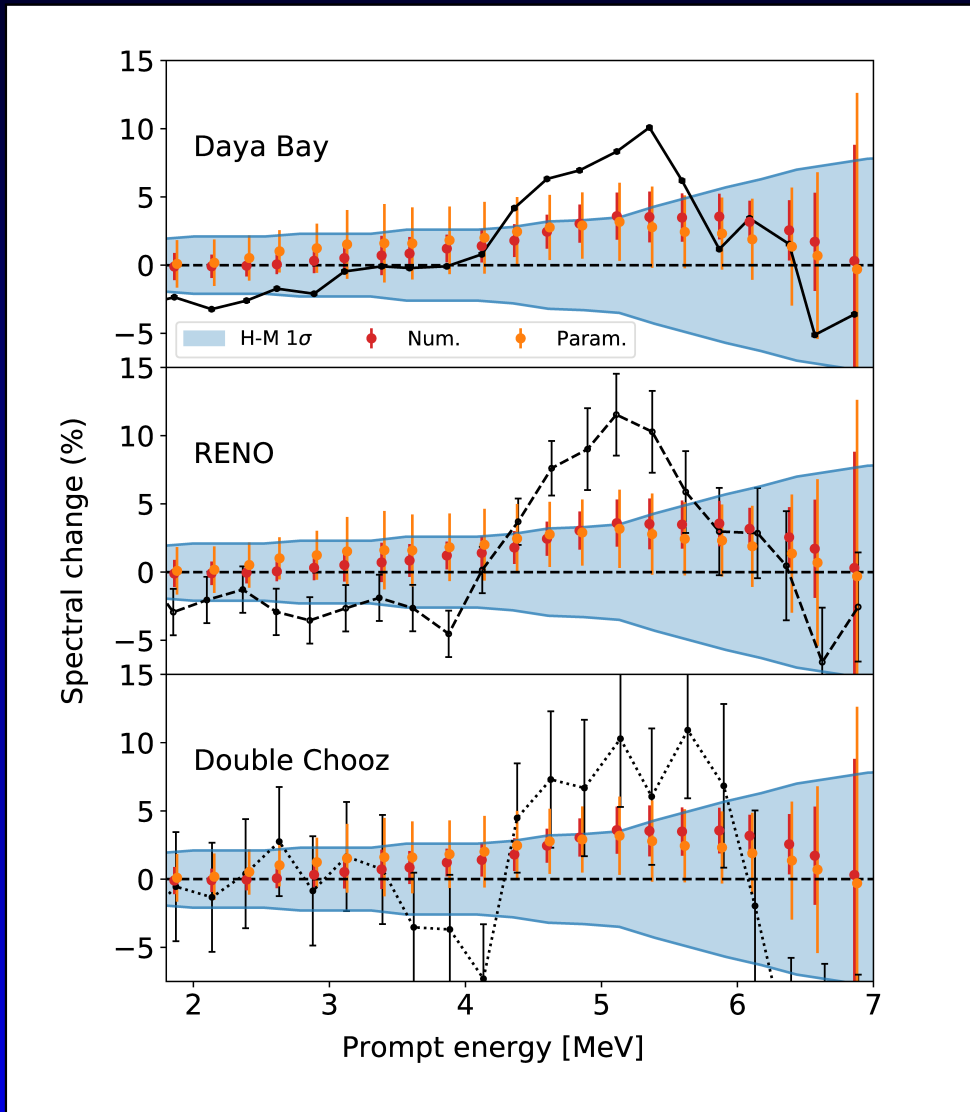 15
10
Daya Bay
5
0
−5
H-M 1σ Num. Param.
15
10
RENO
5
0
−5
Spectral change (%)
15
10
Double Chooz
5
0
−5
2 3 4 5 6 7
Prompt energy [MeV]